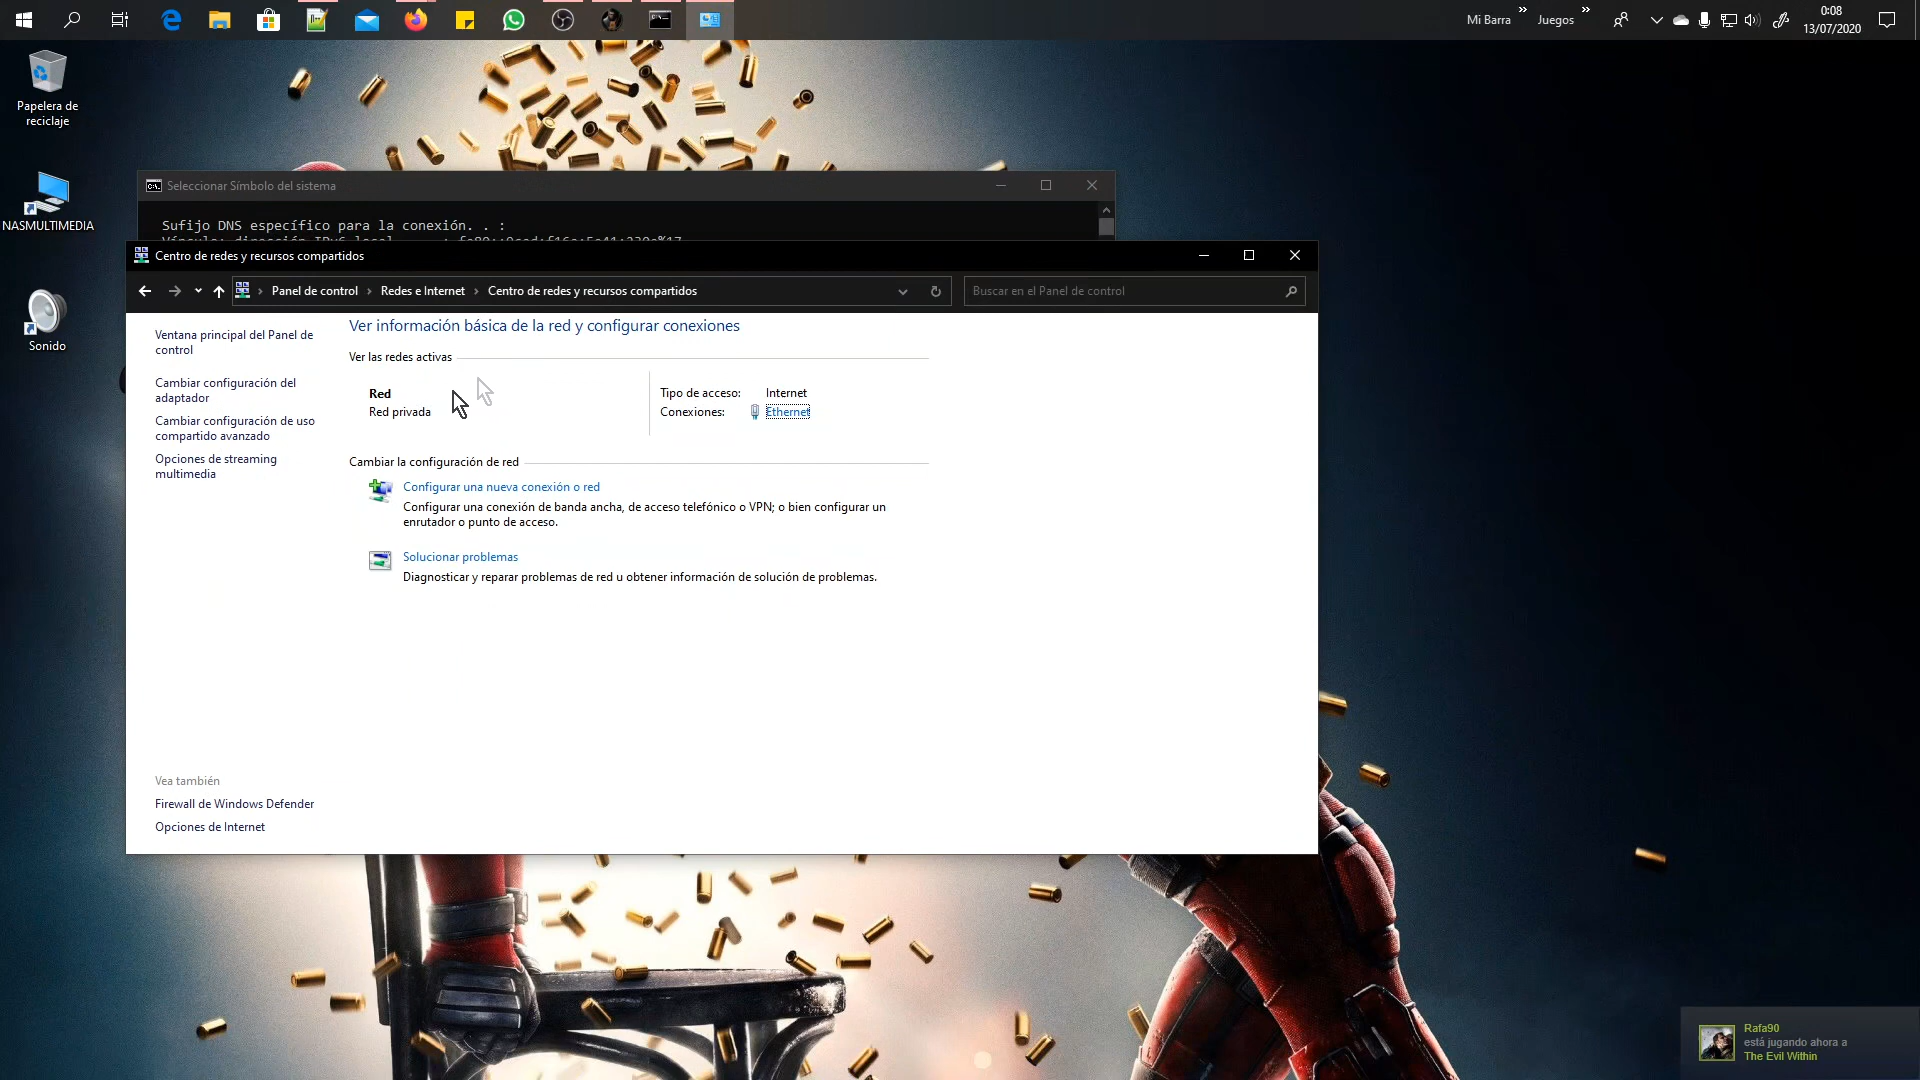 Mi Barra
Juegos
0:08
13/07/2020
Papelera de
reciclaje
NASMULTIMEDIA
Sonido
Seleccionar Símbolo del sistema
Sufijo DNS específico para la conexión. . :
Centro de redes y recursos compartidos
Panel de control
Redes e Internet
Centro de redes y recursos compartidos
Buscar en el Panel de control
Ventana principal del Panel de
control
Cambiar configuración del
adaptador
Cambiar configuración de uso
compartido avanzado
Opciones de streaming
multimedia
Ver información básica de la red y configurar conexiones
Ver las redes activas
Red
Red privada
Tipo de acceso: Internet
Conexiones: Ethernet
Cambiar la configuración de red
Configurar una nueva conexión o red
Configurar una conexión de banda ancha, de acceso telefónico o VPN; o bien configurar un
enrutador o punto de acceso.
Solucionar problemas
Diagnosticar y reparar problemas de red u obtener información de solución de problemas.
Vea también
Firewall de Windows Defender
Opciones de Internet
Rafa90
está jugando ahora a
The Evil Within